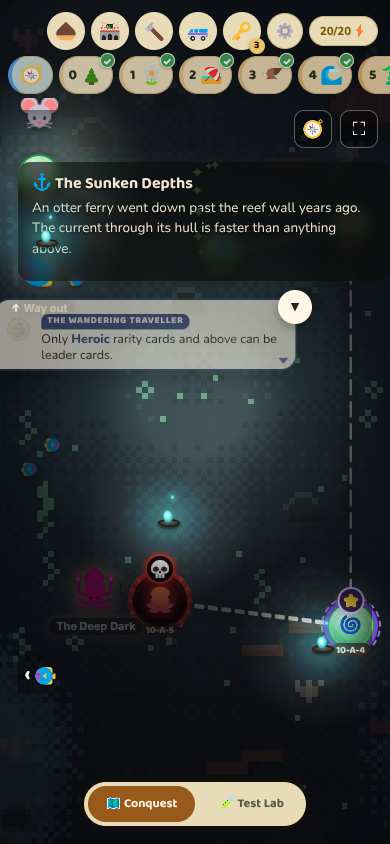 20/20
3
0
1
2
3
4
5
The Sunken Depths
An otter ferry went down past the reef wall years ago.
The current through its hull is faster than anything
above.
Way out
THE WANDERING TRAVELLER
Only Heroic rarity cards and above can be
leader cards.
The Deep Dark
10-A-5
10-A-4
Conquest
Test Lab